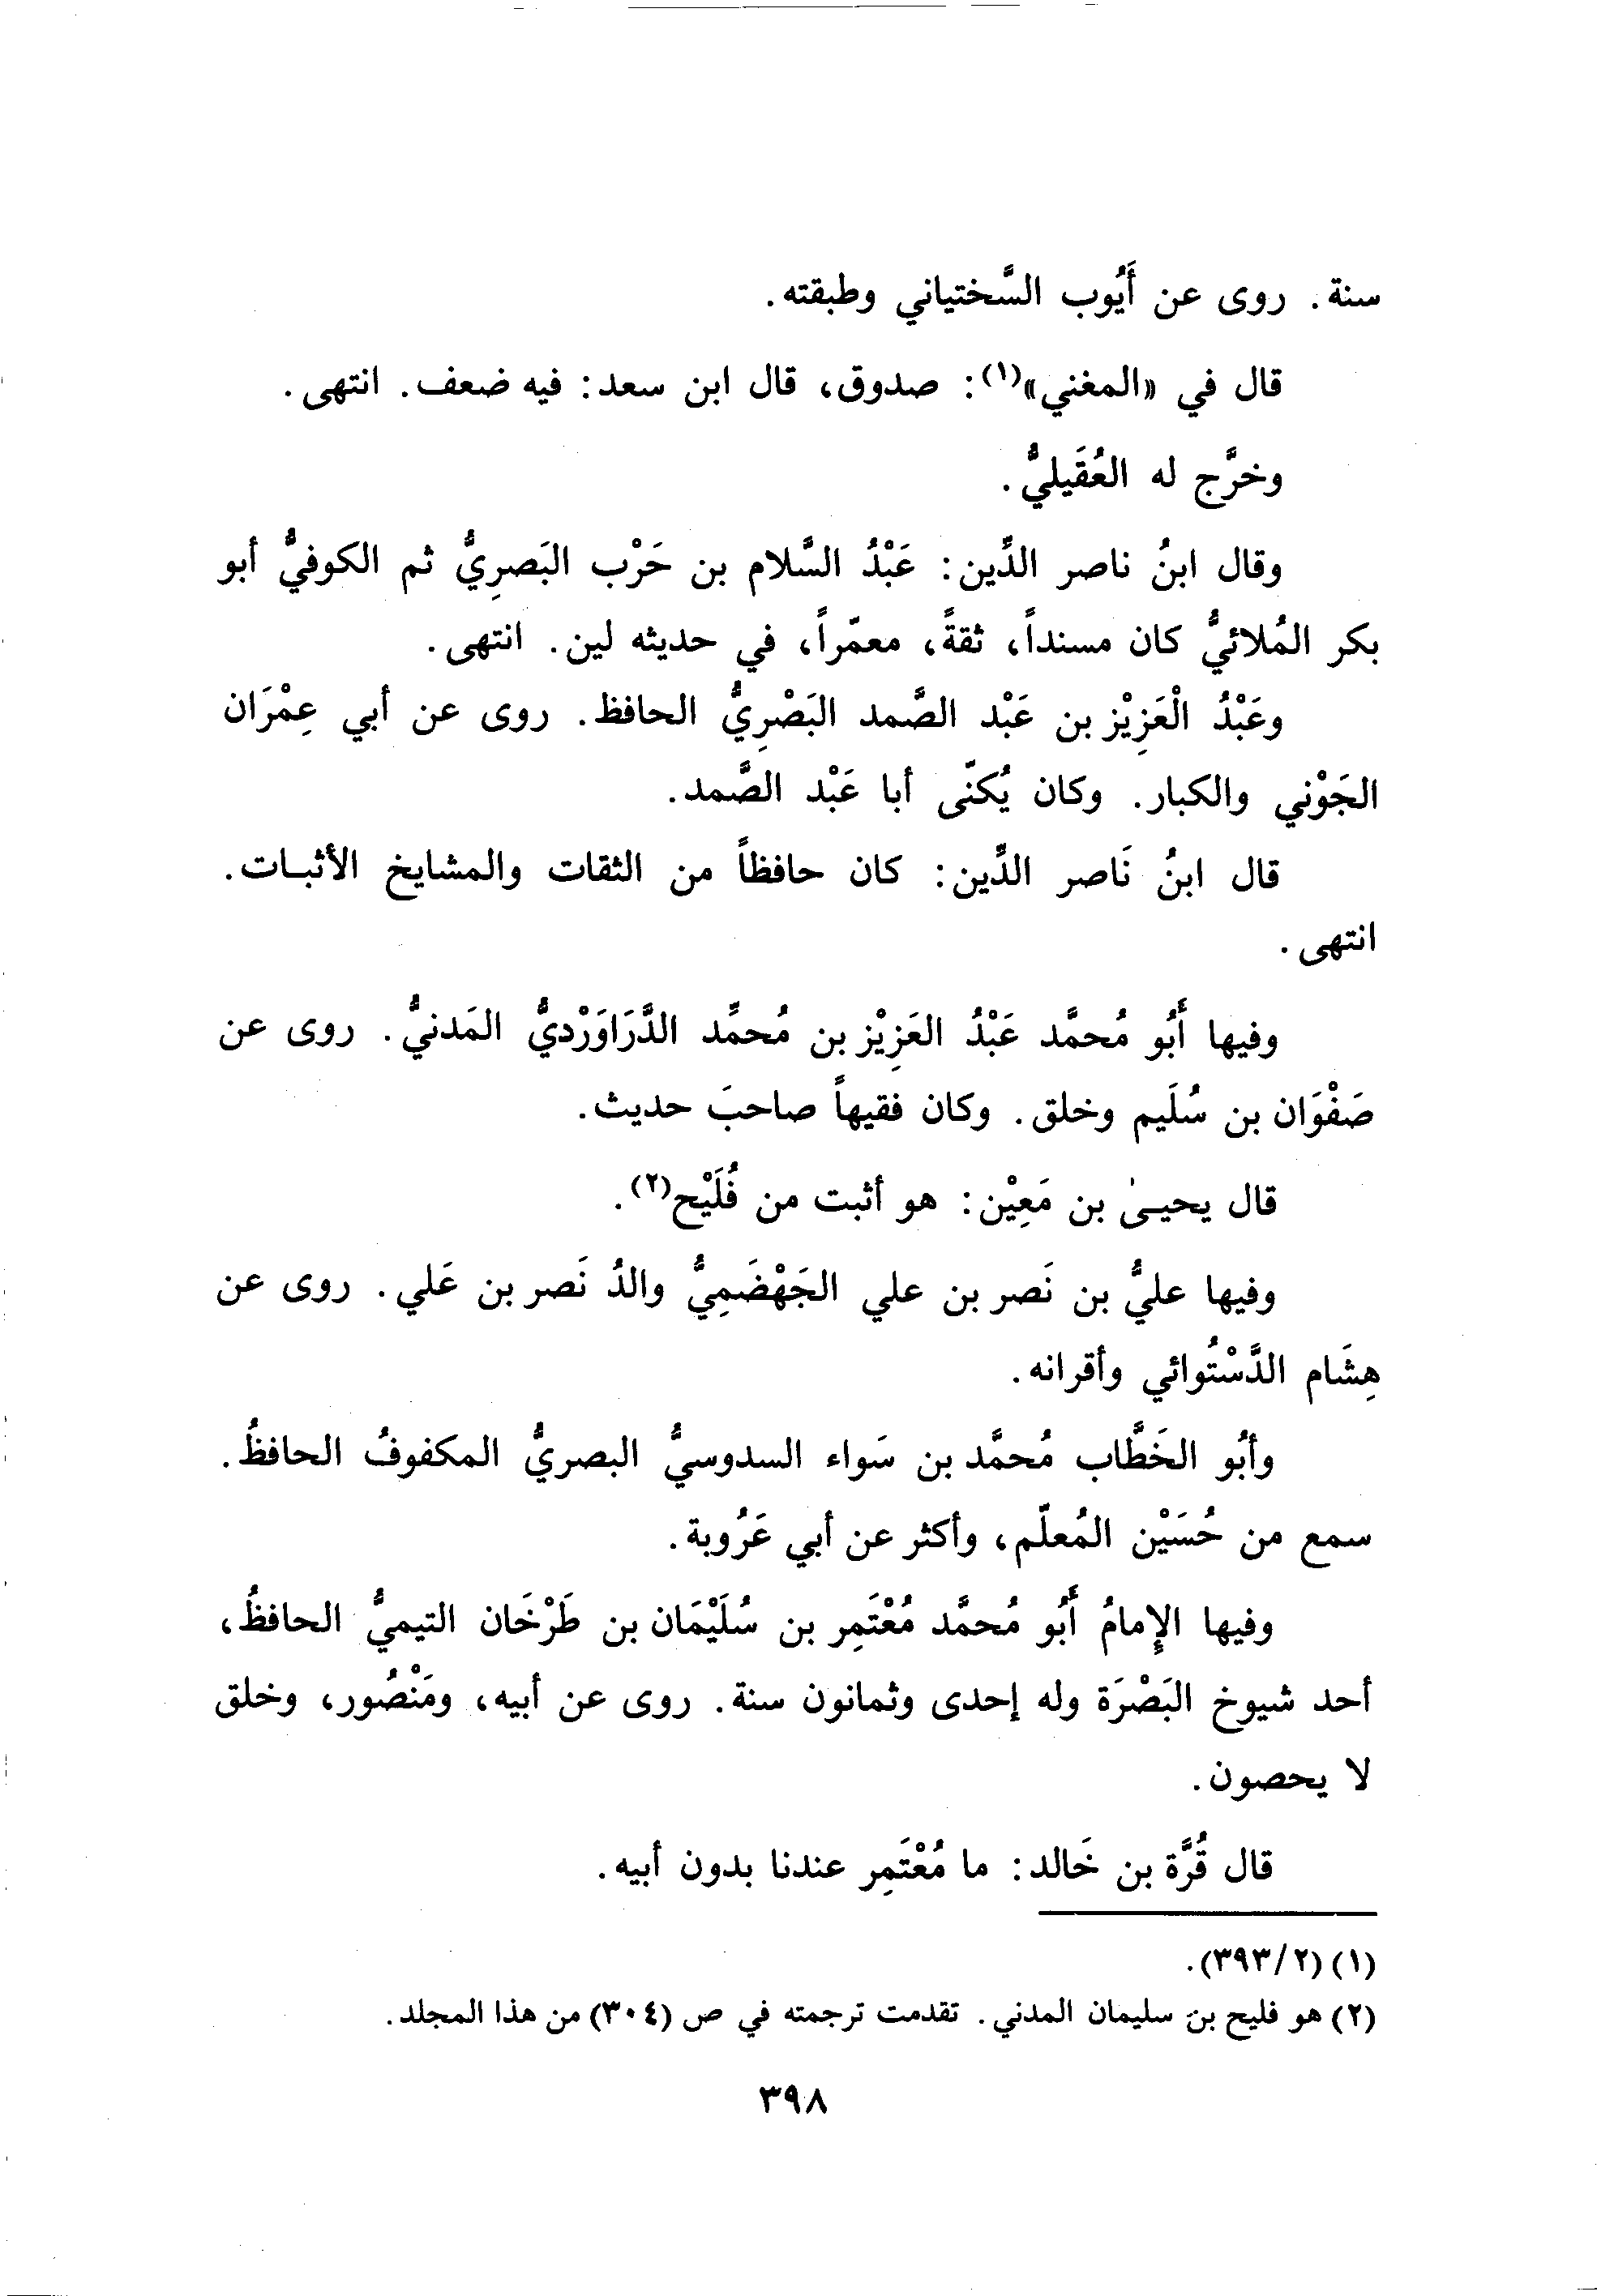 سنة. روى عن أَيُوب السَّختياني وطبقته.
قال في «المغني»(١): صدوق، قال ابن سعد: فيه ضعف. انتهى.
وخرَّج له العُقَيليُّ.
وقال ابنُ ناصر الدِّين: عَبْدُ السَّلام بن حَرْب البَصرِيُّ ثم الكوفيُّ أبو
بكر المُلائيُّ كان مسنداً، ثقةً، معمّراً، في حديثه لين. انتهى.
وعَبْدُ الْعَزِيْز بن عَبْد الصَّمد البَصْرِيُّ الحافظ. روى عن أبي عِمْرَان
الجَوْني والكبار. وكان يُكنّى أبا عَبْد الصَّمد.
قال ابنُ نَاصر الدِّين: كان حافظاً من الثقات والمشايخ الأثبـات.
انتهى.
وفيها أَبُو مُحمَّد عَبْدُ العَزِيْز بن مُحمَّد الدَّرَاوَرْديُّ المَدنيُّ. روى عن
صَفْوَان بن سُلَيم وخلق. وكان فقيهاً صاحبَ حديث.
قال يحيـىٰ بن مَعِيْن: هو أثبت من فُلَيْح(٢).
وفيها عليُّ بن نَصر بن علي الجَهْضَمِيُّ والدُ نَصر بن عَلي. روى عن
هِشَام الدَّسْتُوائي وأقرانه.
وأبُو الخَطَّاب مُحمَّد بن سَواء السدوسيُّ البصريُّ المكفوفُ الحافظُ.
سمع من حُسَيْن المُعلّم، وأكثر عن أبي عَرُوبة.
وفيها الإِمامُ أَبُو مُحمَّد مُعْتَمِر بن سُلَيْمَان بن طَرْخَان التيميُّ الحافظُ،
أحد شيوخ البَصْرَة وله إحدى وثمانون سنة. روى عن أبيه، ومَنْصُور، وخلق
لا يحصون.
قال قُرَّة بن خَالد: ما مُعْتَمِر عندنا بدون أبيه.
(١) (٢/ ٣٩٣).
(٢) هو فليح بن سليمان المدني. تقدمت ترجمته في ص (٣٠٤) من هذا المجلد.
٣٩٨